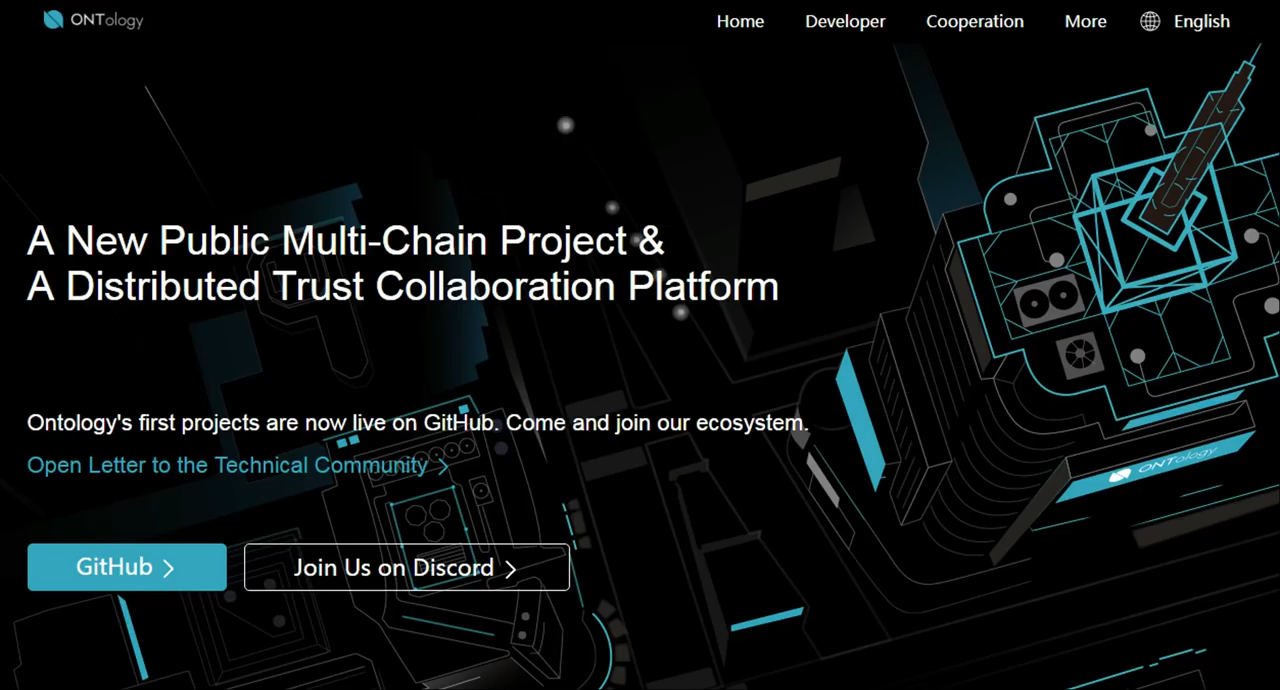 ONTology
Home
Developer
Cooperation
More
English
A New Public Multi-Chain Project &
A Distributed Trust Collaboration Platform
Ontology's first projects are now live on GitHub. Come and join our ecosystem.
Open Letter to the Technical Community
GitHub
Join Us on Discord
ONTology